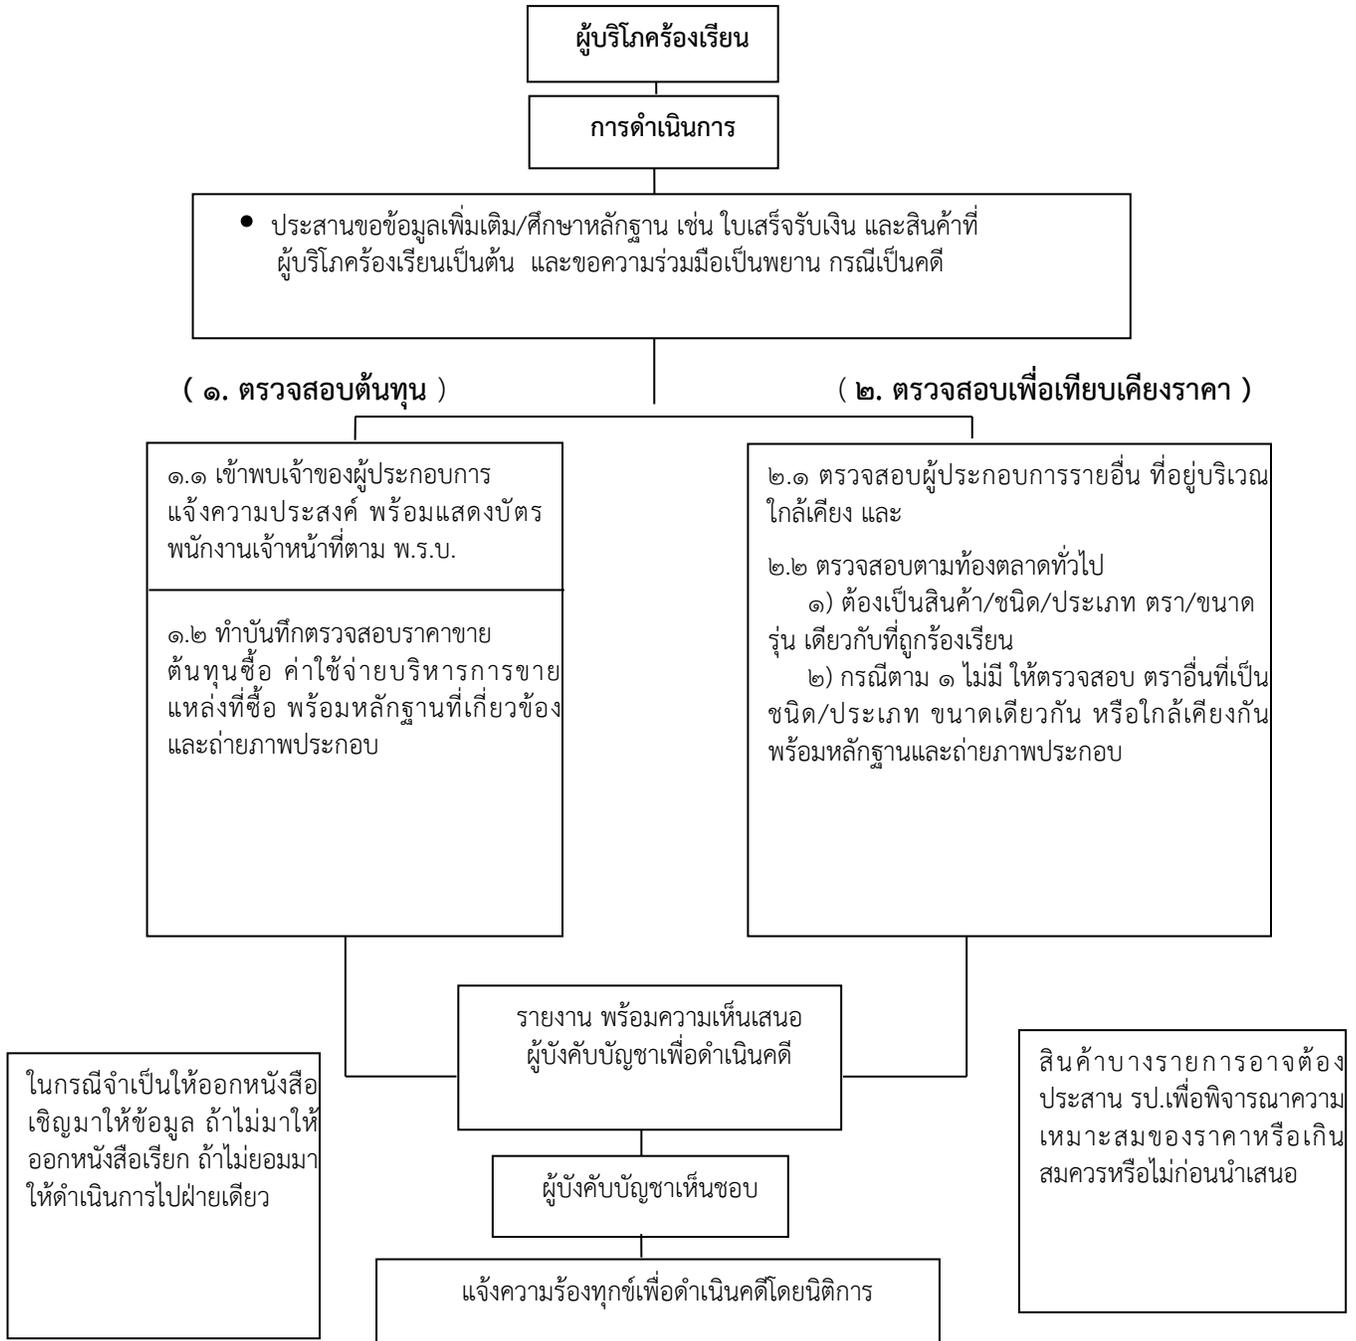 ผู้บริโภคร้องเรียน
การดำเนินการ
● ประสานขอข้อมูลเพิ่มเติม/ศึกษาหลักฐาน เช่น ใบเสร็จรับเงิน และสินค้าที่
ผู้บริโภคร้องเรียนเป็นต้น และขอความร่วมมือเป็นพยาน กรณีเป็นคดี
( ๑. ตรวจสอบต้นทุน )
( ๒. ตรวจสอบเพื่อเทียบเคียงราคา )
๑.๑ เข้าพบเจ้าของผู้ประกอบการ
แจ้งความประสงค์ พร้อมแสดงบัตร
พนักงานเจ้าหน้าที่ตาม พ.ร.บ.
๑.๒ ทำบันทึกตรวจสอบราคาขาย
ต้นทุนซื้อ ค่าใช้จ่ายบริหารการขาย
แหล่งที่ซื้อ พร้อมหลักฐานที่เกี่ยวข้อง
และถ่ายภาพประกอบ
๒.๑ ตรวจสอบผู้ประกอบการรายอื่น ที่อยู่บริเวณ
ใกล้เคียง และ
๒.๒ ตรวจสอบตามท้องตลาดทั่วไป
๑) ต้องเป็นสินค้า/ชนิด/ประเภท ตรา/ขนาด
รุ่น เดียวกับที่ถูกร้องเรียน
๒) กรณีตาม ๑ ไม่มี ให้ตรวจสอบ ตราอื่นที่เป็น
ชนิด/ประเภท ขนาดเดียวกัน หรือใกล้เคียงกัน
พร้อมหลักฐานและถ่ายภาพประกอบ
รายงาน พร้อมความเห็นเสนอ
ผู้บังคับบัญชาเพื่อดำเนินคดี
ในกรณีจำเป็นให้ออกหนังสือ
เชิญมาให้ข้อมูล ถ้าไม่มาให้
ออกหนังสือเรียก ถ้าไม่ยอมมา
ให้ดำเนินการไปฝ่ายเดียว
สินค้าบางรายการอาจต้อง
ประสาน รป.เพื่อพิจารณาความ
เหมาะสมของราคาหรือเกิน
สมควรหรือไม่ก่อนนำเสนอ
ผู้บังคับบัญชาเห็นชอบ
แจ้งความร้องทุกข์เพื่อดำเนินคดีโดยนิติการ